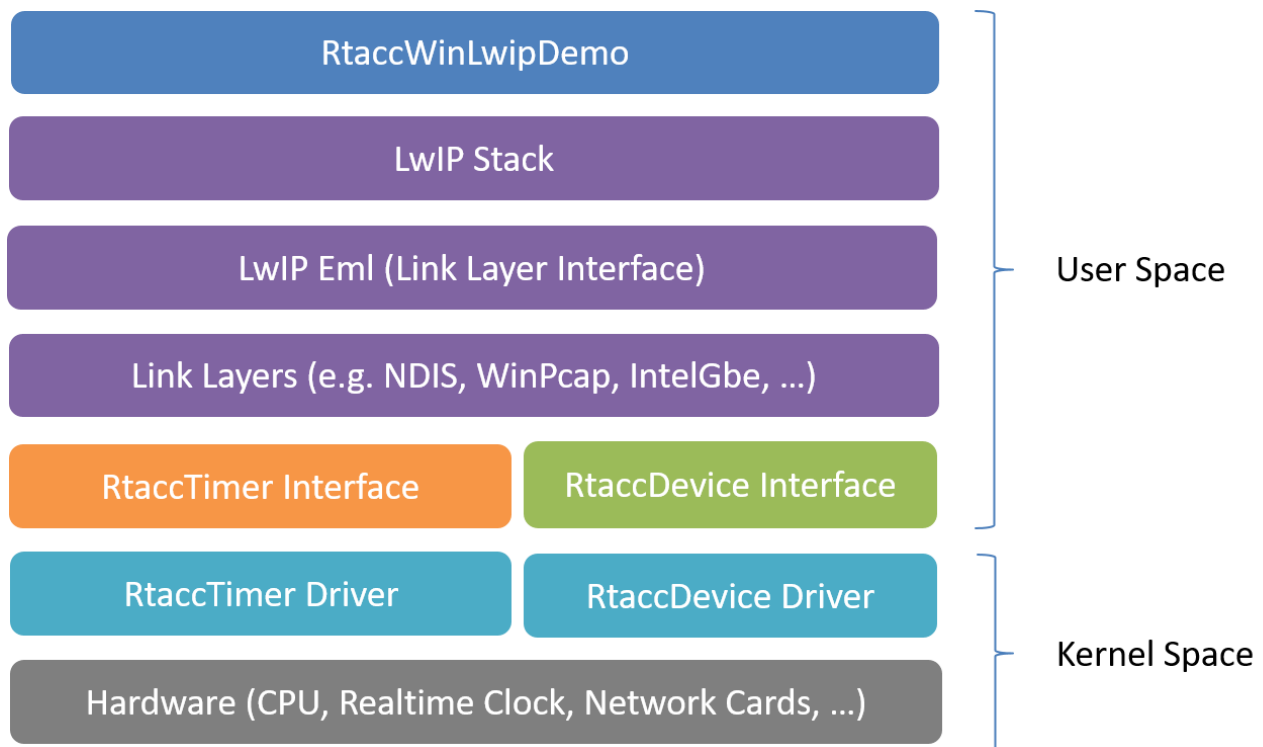 RtaccWinLwipDemo
LwIP Stack
LwIP Eml (Link Layer Interface)
User Space
Link Layers (e.g. NDIS, WinPcap, IntelGbe, ...)
RtaccTimer Interface
RtaccDevice Interface
RtaccTimer Driver
RtaccDevice Driver
Kernel Space
Hardware (CPU, Realtime Clock, Network Cards, ...)